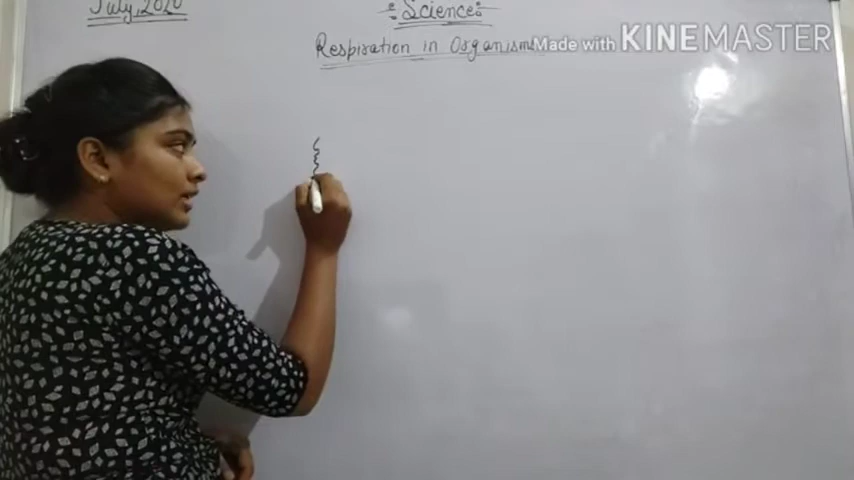 July, 2020
Science
Respiration in Organism
Made with KINEMASTER